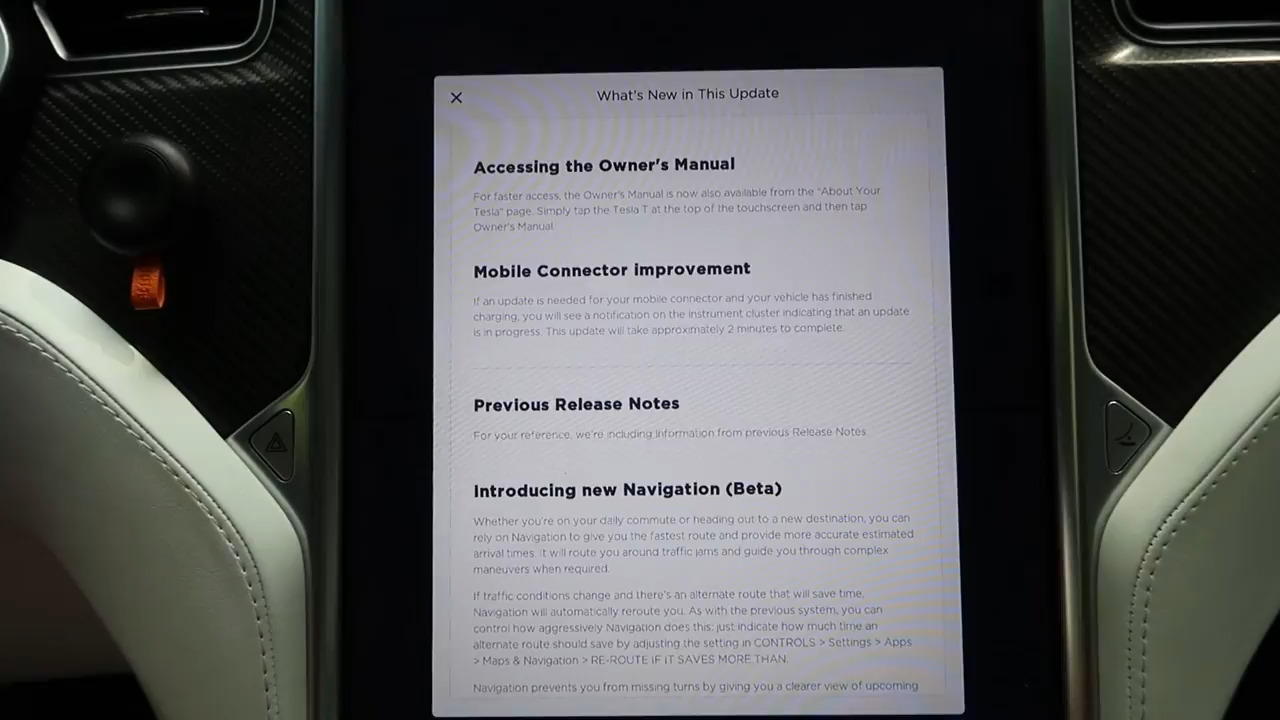 What's New in This Update
Accessing the Owner's Manual
For faster access, the Owner's Manual is now also available from the "About Your
Tesla" page. Simply tap the Tesla T at the top of the touchscreen and then tap
Owner's Manual.
Mobile Connector improvement
If an update is needed for your mobile connector and your vehicle has finished
charging, you will see a notification on the instrument cluster indicating that an update
is in progress. This update will take approximately 2 minutes to complete.
Previous Release Notes
For your reference, we're including information from previous Release Notes.
Introducing new Navigation (Beta)
Whether you're on your daily commute or heading out to a new destination, you can
rely on Navigation to give you the fastest route and provide more accurate estimated
arrival times. It will route you around traffic jams and guide you through complex
maneuvers when required.
If traffic conditions change and there's an alternate route that will save time,
Navigation will automatically reroute you. As with the previous system, you can
control how aggressively Navigation does this: just indicate how much time an
alternate route should save by adjusting the setting in CONTROLS > Settings > Apps
> Maps & Navigation > RE-ROUTE IF IT SAVES MORE THAN.
Navigation prevents you from missing turns by giving you a clearer view of upcoming